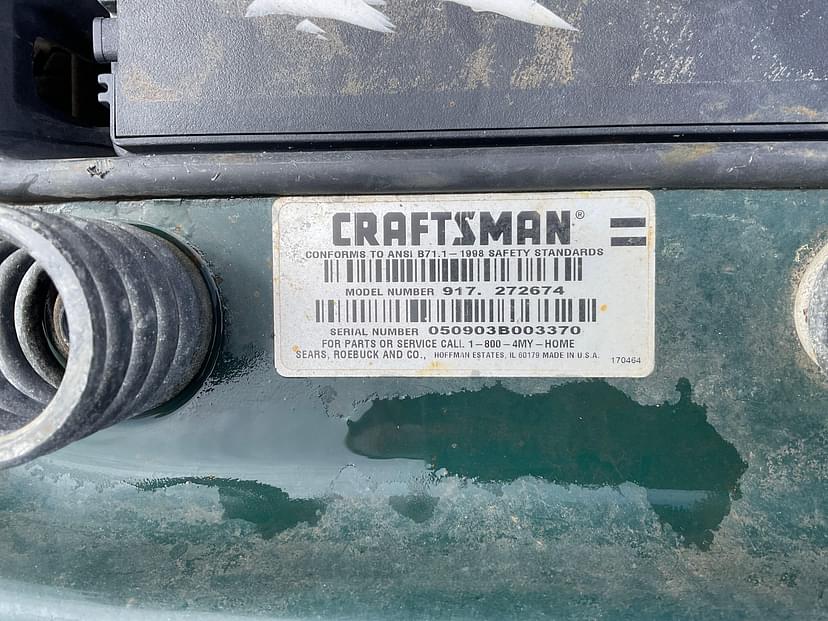 CRAFTSMAN®
CONFORMS TO ANSI B71.1-1998 SAFETY STANDARDS
MODEL NUMBER 917. 272674
SERIAL NUMBER 050903B003370
FOR PARTS OR SERVICE CALL 1-800-4MY-HOME
SEARS, ROEBUCK AND CO., HOFFMAN ESTATES, IL 60179 MADE IN U.S.A. 170464